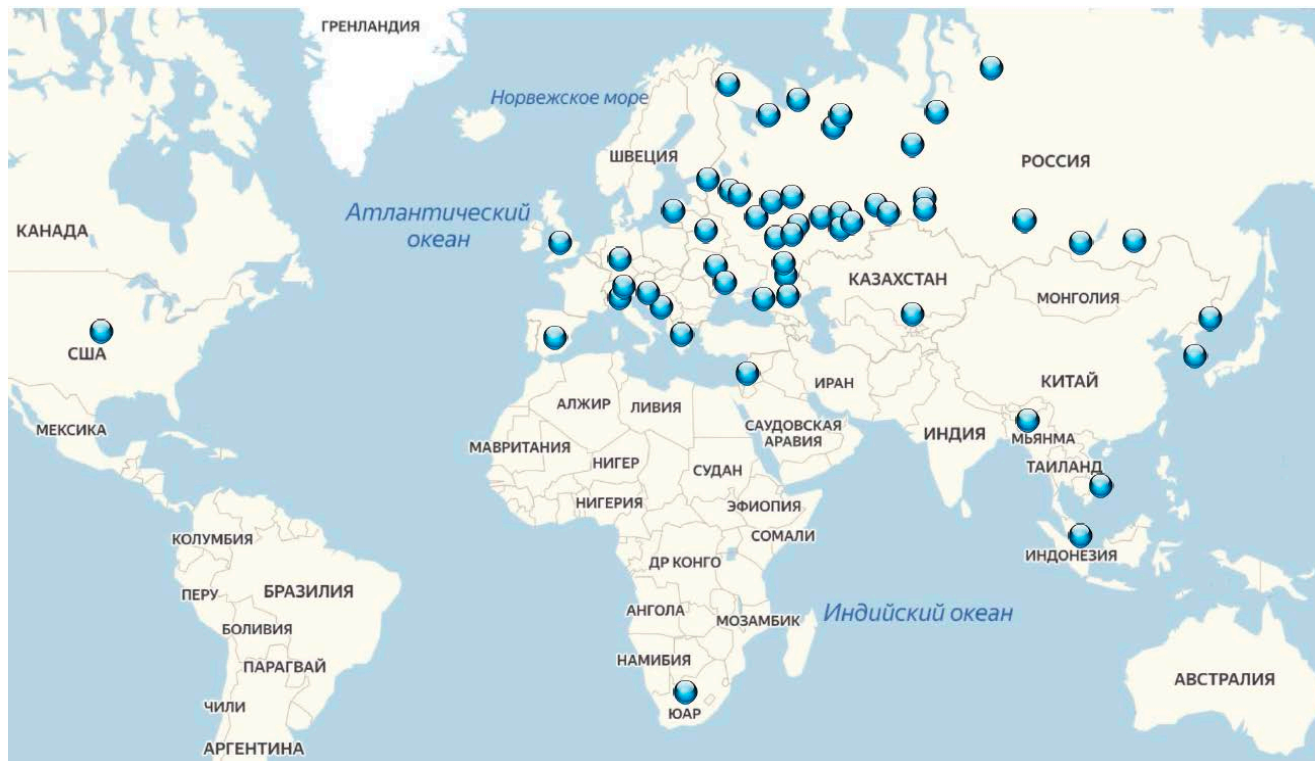 ГРЕНЛАНДИЯ
Норвежское море
ШВЕЦИЯ
РОССИЯ
Атлантический
океан
КАНАДА
КАЗАХСТАН
МОНГОЛИЯ
США
КИТАЙ
ИРАН
АЛЖИР
ЛИВИЯ
САУДОВСКАЯ
АРАВИЯ
ИНДИЯ
МЕКСИКА
МЬЯНМА
МАВРИТАНИЯ
НИГЕР
СУДАН
ТАИЛАНД
НИГЕРИЯ
ЭФИОПИЯ
КОЛУМБИЯ
СОМАЛИ
ИНДОНЕЗИЯ
ДР КОНГО
ПЕРУ
БРАЗИЛИЯ
АНГОЛА
МОЗАМБИК
Индийский океан
БОЛИВИЯ
НАМИБИЯ
ПАРАГВАЙ
АВСТРАЛИЯ
ЧИЛИ
ЮАР
АРГЕНТИНА